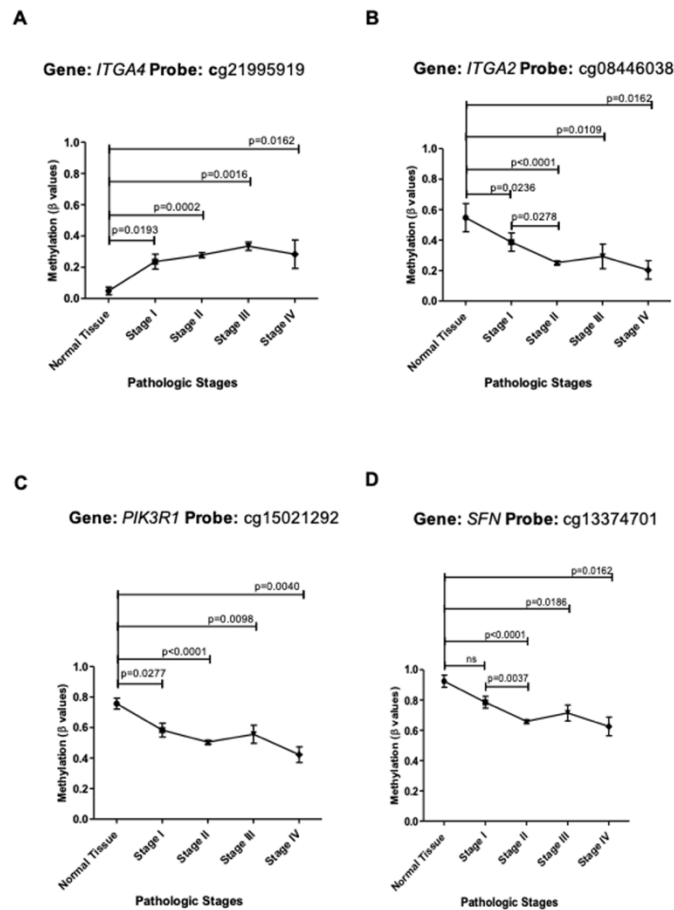 A
Gene: ITGA4 Probe: cg21995919
p=0.0162
p=0.0016
p=0.0002
p=0.0193
1.0
0.8
0.6
0.4
0.2
0.0
Methylation (β values)
Normal Tissue
Stage I
Stage II
Stage III
Stage IV
Pathologic Stages
B
Gene: ITGA2 Probe: cg08446038
p=0.0162
p=0.0109
p<0.0001
p=0.0236
p=0.0278
1.0
0.8
0.6
0.4
0.2
0.0
Methylation (β values)
Normal Tissue
Stage I
Stage II
Stage III
Stage IV
Pathologic Stages
C
Gene: PIK3R1 Probe: cg15021292
p=0.0040
p=0.0098
p<0.0001
p=0.0277
1.0
0.8
0.6
0.4
0.2
0.0
Methylation (β values)
Normal Tissue
Stage I
Stage II
Stage III
Stage IV
Pathologic Stages
D
Gene: SFN Probe: cg13374701
p=0.0162
p=0.0186
p<0.0001
ns
p=0.0037
1.0
0.8
0.6
0.4
0.2
0.0
Methylation (β values)
Normal Tissue
Stage I
Stage II
Stage III
Stage IV
Pathologic Stages